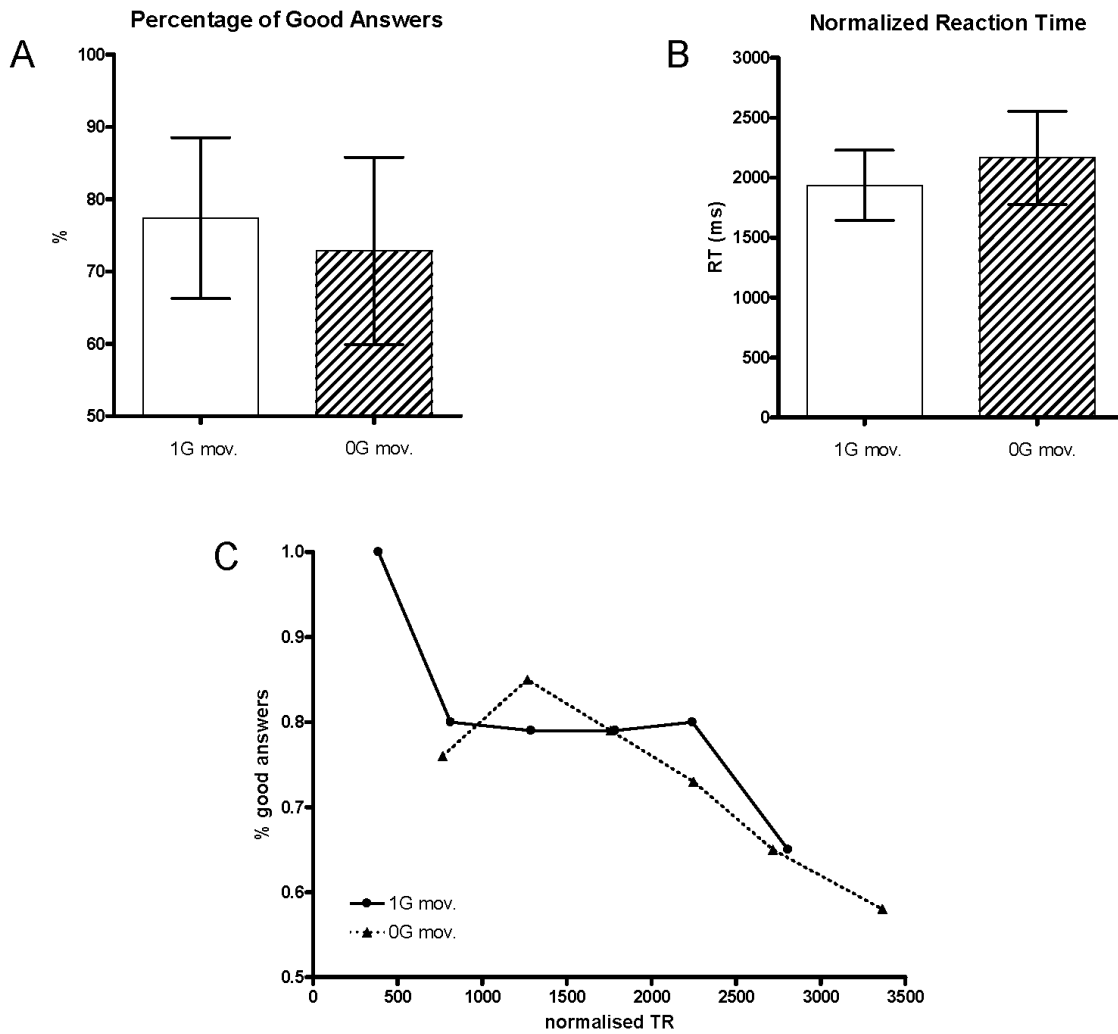 Percentage of Good Answers
A
100
90
80
70
60
50
%
1G mov.
0G mov.
Normalized Reaction Time
B
3000
2500
2000
1500
1000
500
0
RT (ms)
1G mov.
0G mov.
C
1.0
0.9
0.8
0.7
0.6
0.5
% good answers
1G mov.
0G mov.
0
500
1000
1500
2000
2500
3000
3500
normalised TR